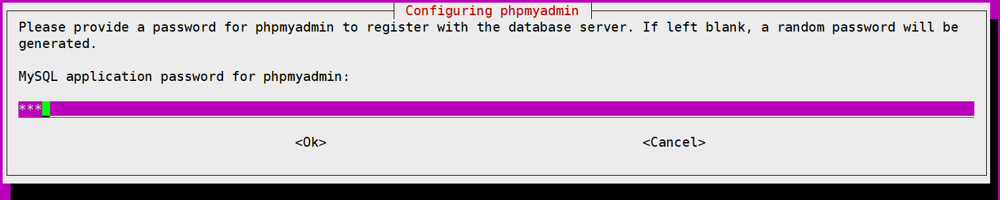 Configuring phpmyadmin
Please provide a password for phpmyadmin to register with the database server. If left blank, a random password will be
generated.
MySQL application password for phpmyadmin:
***
<Ok> <Cancel>